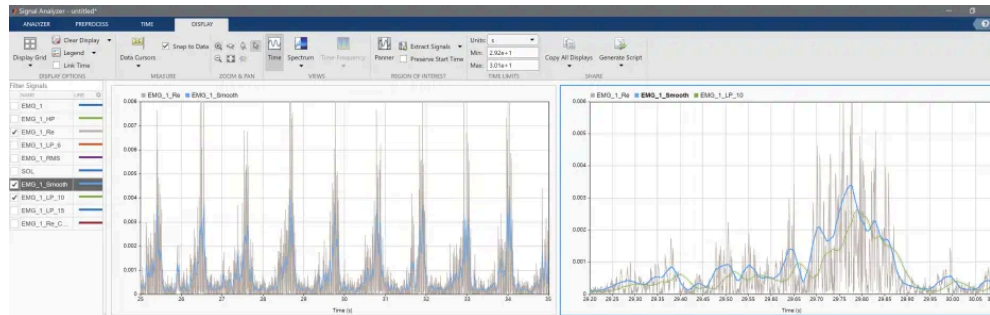 Signal Analyzer - untitled*
ANALYZER PREPROCESS TIME DISPLAY
Display Grid
Clear Display
Legend
Link Time
Data Cursors
Snap to Data
Time
Spectrum
Time-Frequency
Panner
Extract Signals
Preserve Start Time
Units: s
Min: 2.92e+1
Max: 3.01e+1
Copy All Displays
Generate Script
DISPLAY OPTIONS MEASURE ZOOM & PAN VIEWS REGION OF INTEREST TIME LIMITS SHARE
Filter Signals
NAME LINE
EMG_1
EMG_1_HP
EMG_1_Re
EMG_1_LP_6
EMG_1_RMS
SOL
EMG_1_Smooth
EMG_1_LP_10
EMG_1_LP_15
EMG_1_Re_C...
EMG_1_Re EMG_1_Smooth
0.008
0.007
0.006
0.005
0.004
0.003
0.002
0.001
0
25 26 27 28 29 30 31 32 33 34 35
Time (s)
EMG_1_Re EMG_1_Smooth EMG_1_LP_10
0.006
0.005
0.004
0.003
0.002
0.001
0
29.20 29.25 29.30 29.35 29.40 29.45 29.50 29.55 29.60 29.65 29.70 29.75 29.80 29.85 29.90 29.95 30.00 30.05
Time (s)